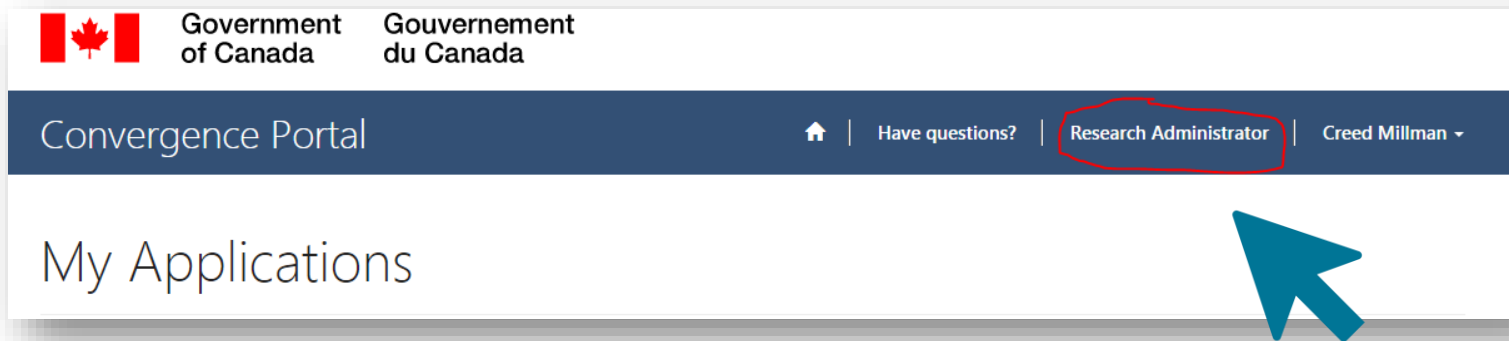 Government Gouvernement
of Canada du Canada
Convergence Portal Have questions? Research Administrator Creed Millman
My Applications